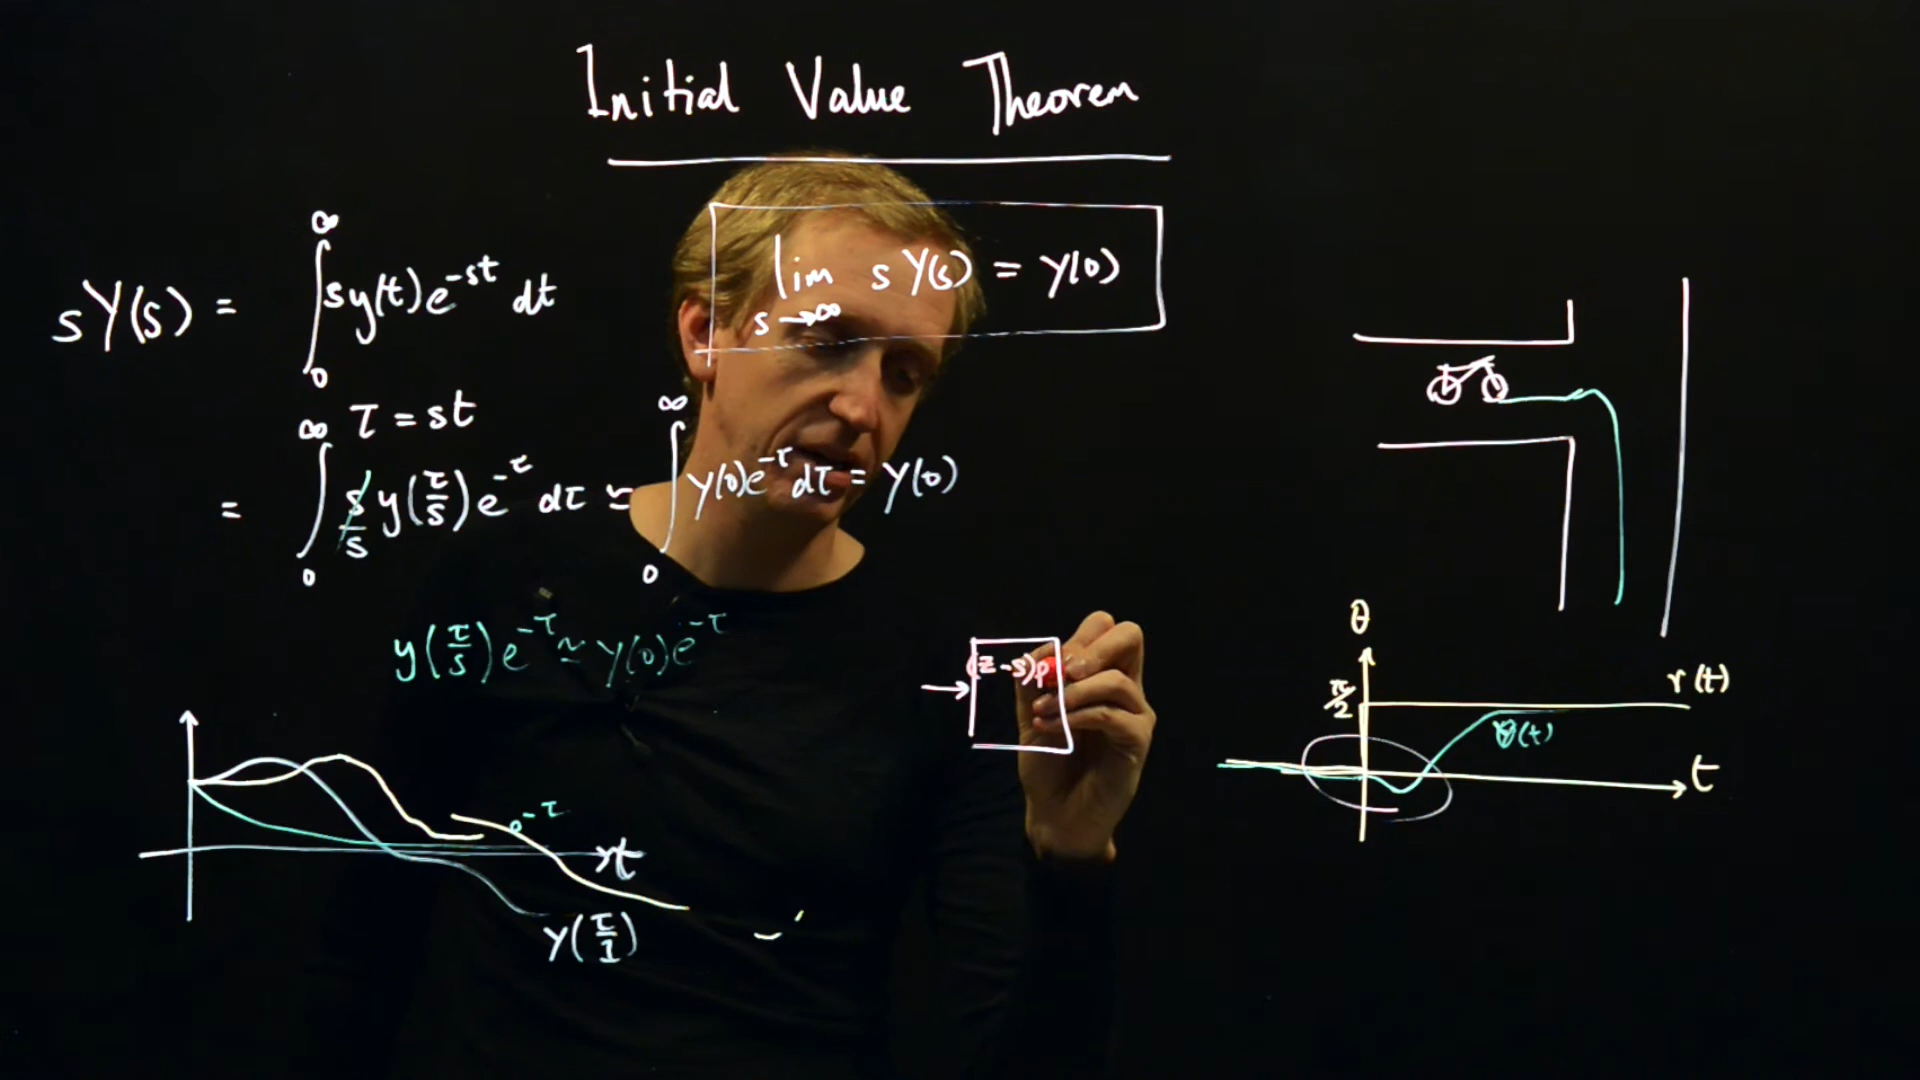 Initial Value Theorem
lim s→∞ s Y(s) = y(0)
sY(s) = ∫₀^∞ sy(t)e^{-st} dt
τ = st
= ∫₀^∞ s/s y(τ/s)e^{-τ} dτ ≃ ∫₀^∞ y(0)e^{-τ} dτ = y(0)
y(τ/s)e^{-τ} ≃ y(0)e^{-τ}
(z-s)p
e^{-τ}
t
y(τ/1)
θ
π/2
r(t)
θ(t)
t